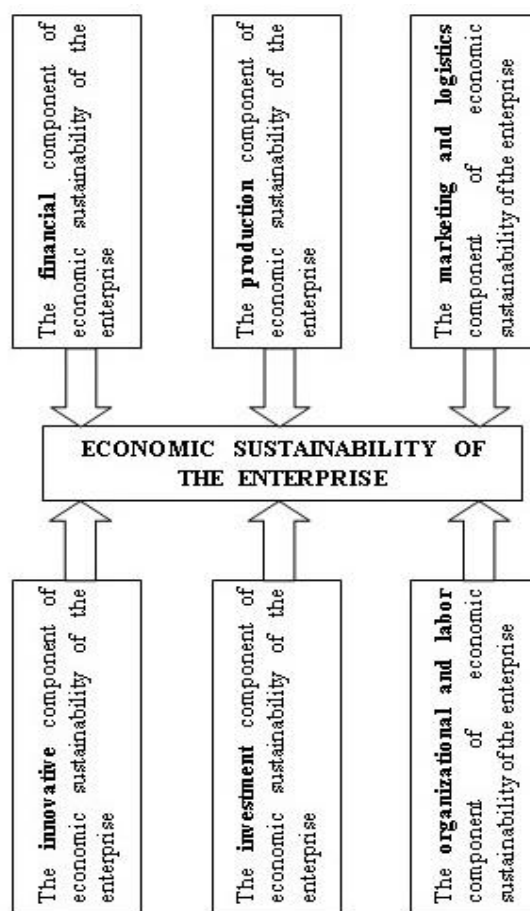 The financial component of
economic sustainability of the
enterprise
The production component of
economic sustainability of the
enterprise
The marketing and logistics
component of economic
sustainability of the enterprise
ECONOMIC SUSTAINABILITY OF
THE ENTERPRISE
The innovative component of
economic sustainability of the
enterprise
The investment component of
economic sustainability of the
enterprise
The organizational and labor
component of economic
sustainability of the enterprise